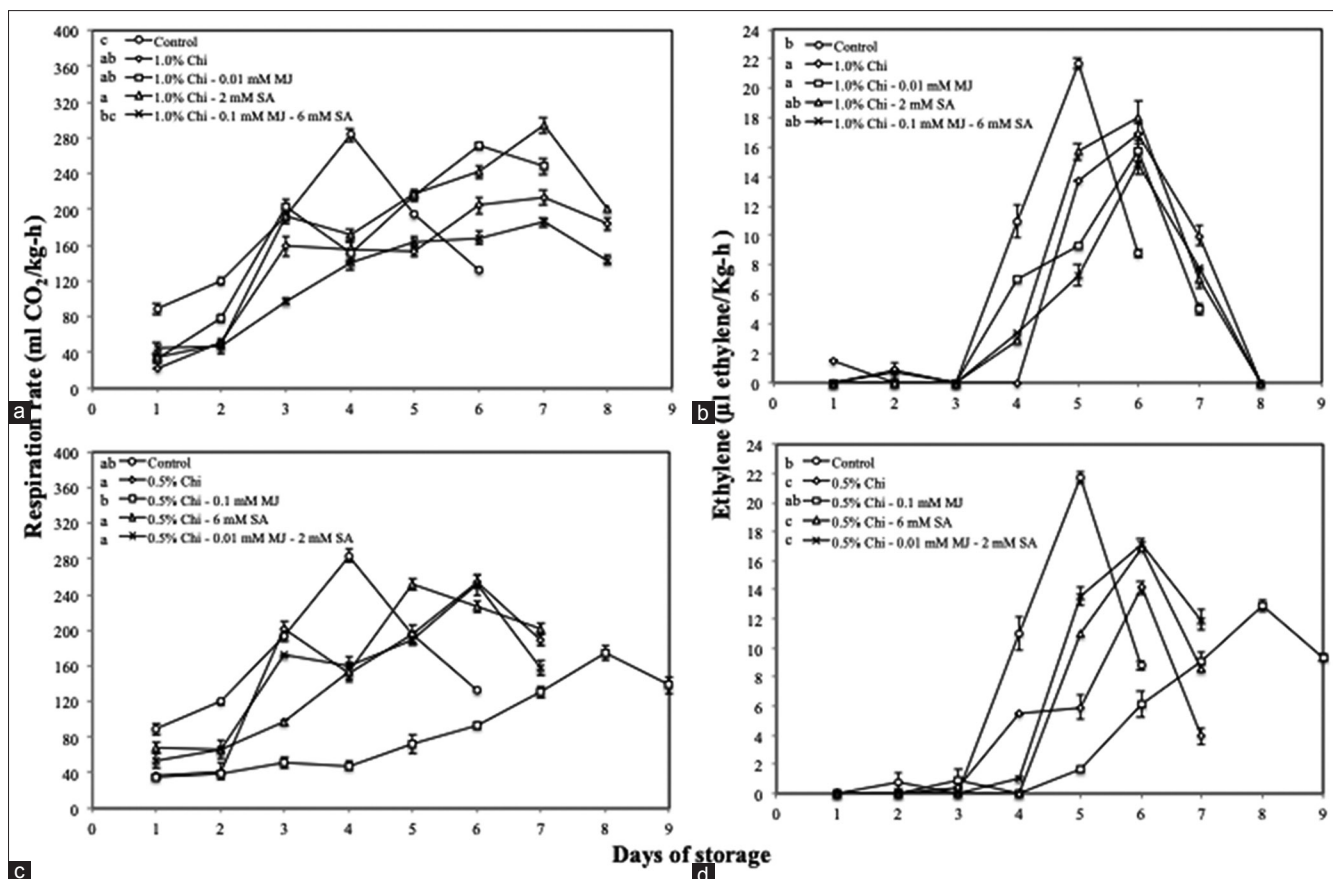 400
360
320
280
240
200
160
120
80
40
0
c Control
ab 1.0% Chi
ab 1.0% Chi - 0.01 mM MJ
a 1.0% Chi - 2 mM SA
bc 1.0% Chi - 0.1 mM MJ - 6 mM SA
0 1 2 3 4 5 6 7 8 9
a
24
22
20
18
16
14
12
10
8
6
4
2
0
b Control
a 1.0% Chi
a 1.0% Chi - 0.01 mM MJ
ab 1.0% Chi - 2 mM SA
ab 1.0% Chi - 0.1 mM MJ - 6 mM SA
0 1 2 3 4 5 6 7 8 9
b
Respiration rate (ml CO₂/kg-h)
Ethylene (µl ethylene/Kg-h)
400
360
320
280
240
200
160
120
80
40
0
ab Control
a 0.5% Chi
b 0.5% Chi - 0.1 mM MJ
a 0.5% Chi - 6 mM SA
a 0.5% Chi - 0.01 mM MJ - 2 mM SA
0 1 2 3 4 5 6 7 8 9
c
24
22
20
18
16
14
12
10
8
6
4
2
0
b Control
c 0.5% Chi
ab 0.5% Chi - 0.1 mM MJ
c 0.5% Chi - 6 mM SA
c 0.5% Chi - 0.01 mM MJ - 2 mM SA
0 1 2 3 4 5 6 7 8 9
d
Days of storage